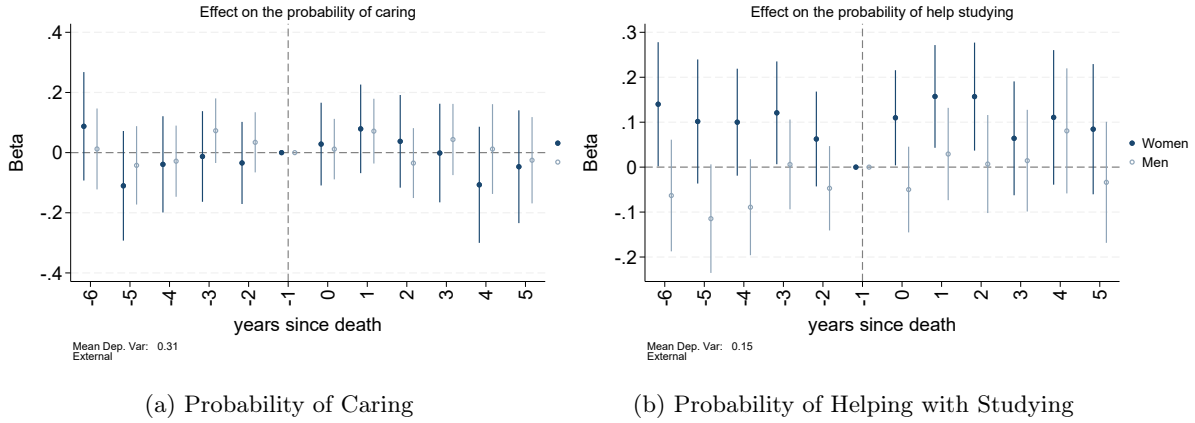 Effect on the probability of caring
.4
.2
0
-.2
-.4
Beta
-6 -5 -4 -3 -2 -1 0 1 2 3 4 5
years since death
Mean Dep. Var: 0.31
External
(a) Probability of Caring
Effect on the probability of help studying
.3
.2
.1
0
-.1
-.2
Beta
-6 -5 -4 -3 -2 -1 0 1 2 3 4 5
years since death
Women
Men
Mean Dep. Var: 0.15
External
(b) Probability of Helping with Studying